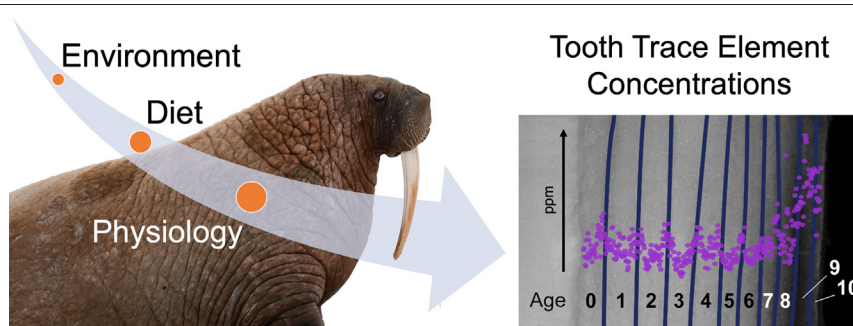 Environment
Diet
Physiology
Tooth Trace Element
Concentrations
ppm
Age 0 1 2 3 4 5 6 7 8
9
10